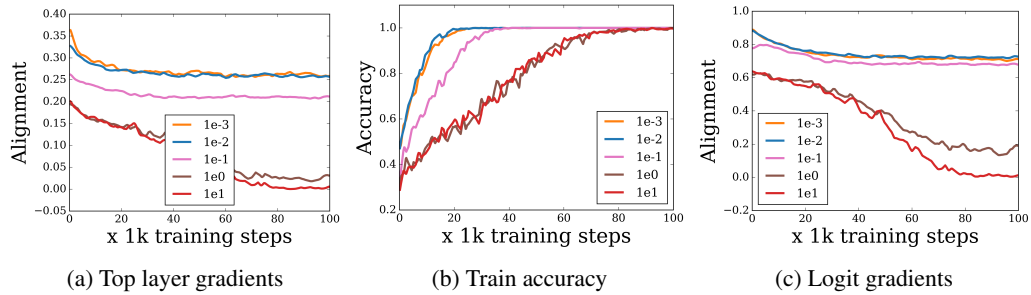 0.40
0.35
0.30
0.25
0.20
0.15
0.10
0.05
0.00
−0.05
Alignment
0 20 40 60 80 100
x 1k training steps
1e-3
1e-2
1e-1
1e0
1e1
(a) Top layer gradients
1.0
0.9
0.8
0.7
0.6
0.5
0.4
0.3
0.2
Accuracy
0 20 40 60 80 100
x 1k training steps
1e-3
1e-2
1e-1
1e0
1e1
(b) Train accuracy
1.0
0.8
0.6
0.4
0.2
0.0
0.2
Alignment
0 20 40 60 80 100
x 1k training steps
1e-3
1e-2
1e-1
1e0
1e1
(c) Logit gradients